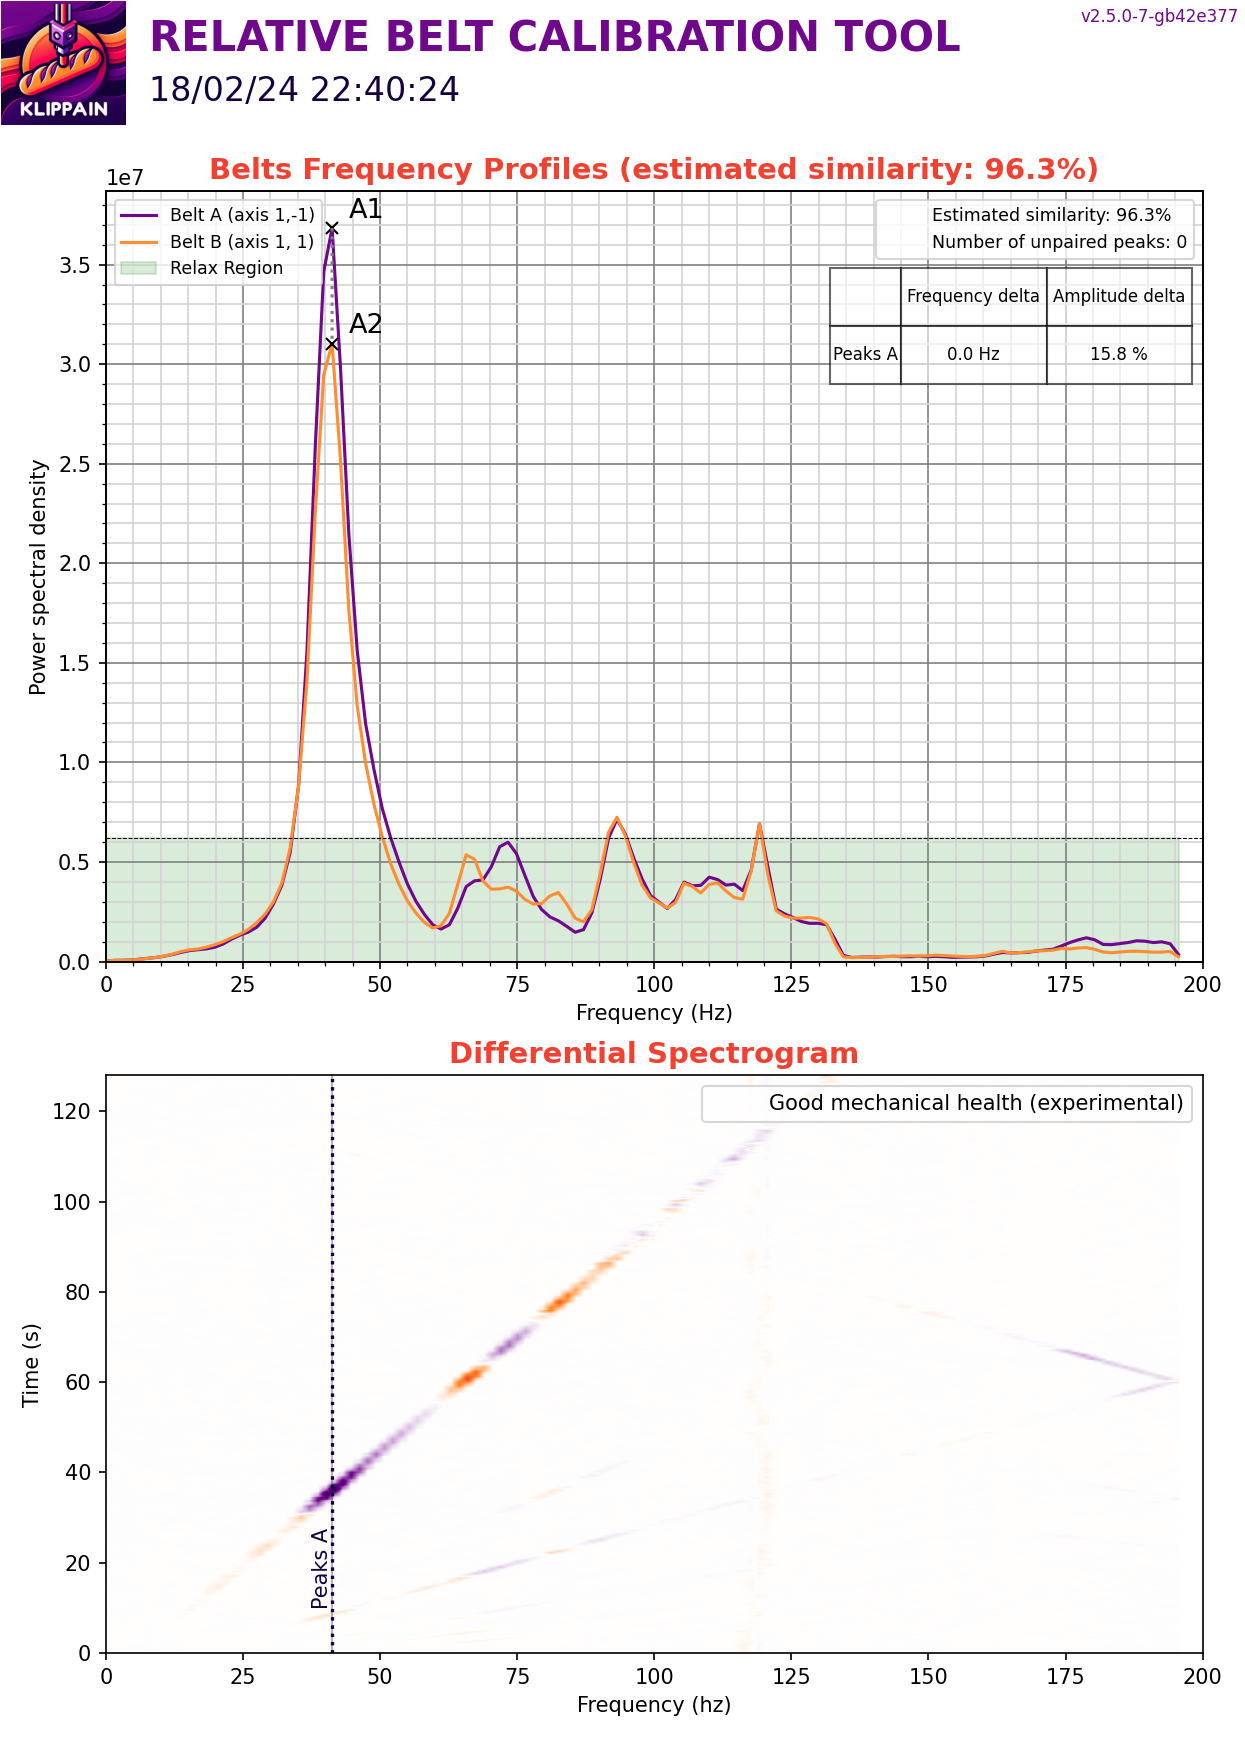 RELATIVE BELT CALIBRATION TOOL
v2.5.0-7-gb42e377
18/02/24 22:40:24
KLIPPAIN
Belts Frequency Profiles (estimated similarity: 96.3%)
1e7
Belt A (axis 1,-1)
Belt B (axis 1, 1)
Relax Region
A1
A2
Estimated similarity: 96.3%
Number of unpaired peaks: 0
Frequency delta Amplitude delta
Peaks A 0.0 Hz 15.8 %
Power spectral density
3.5
3.0
2.5
2.0
1.5
1.0
0.5
0.0
0 25 50 75 100 125 150 175 200
Frequency (Hz)
Differential Spectrogram
Good mechanical health (experimental)
Time (s)
120
100
80
60
40
20
0
Peaks A
0 25 50 75 100 125 150 175 200
Frequency (hz)